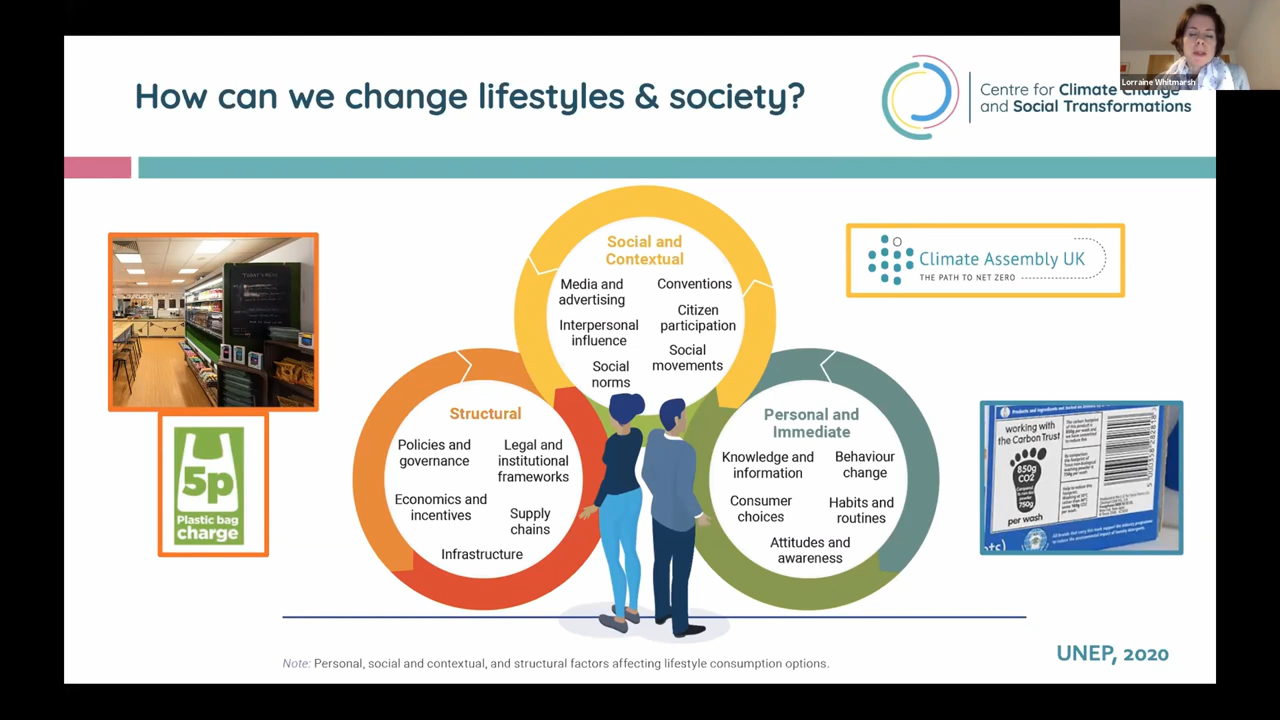 Lorraine Whitmarsh
How can we change lifestyles & society?
Centre for Climate Change
and Social Transformations
Social and
Contextual
Media and
advertising
Interpersonal
influence
Social
norms
Conventions
Citizen
participation
Social
movements
Structural
Policies and
governance
Economics and
incentives
Legal and
institutional
frameworks
Supply
chains
Infrastructure
Personal and
Immediate
Knowledge and
information
Consumer
choices
Behaviour
change
Habits and
routines
Attitudes and
awareness
TODAY'S MENU
5p
Plastic bag
charge
Climate Assembly UK
THE PATH TO NET ZERO
working with
the Carbon Trust
850g
CO2
750g
per wash
Note: Personal, social and contextual, and structural factors affecting lifestyle consumption options.
UNEP, 2020